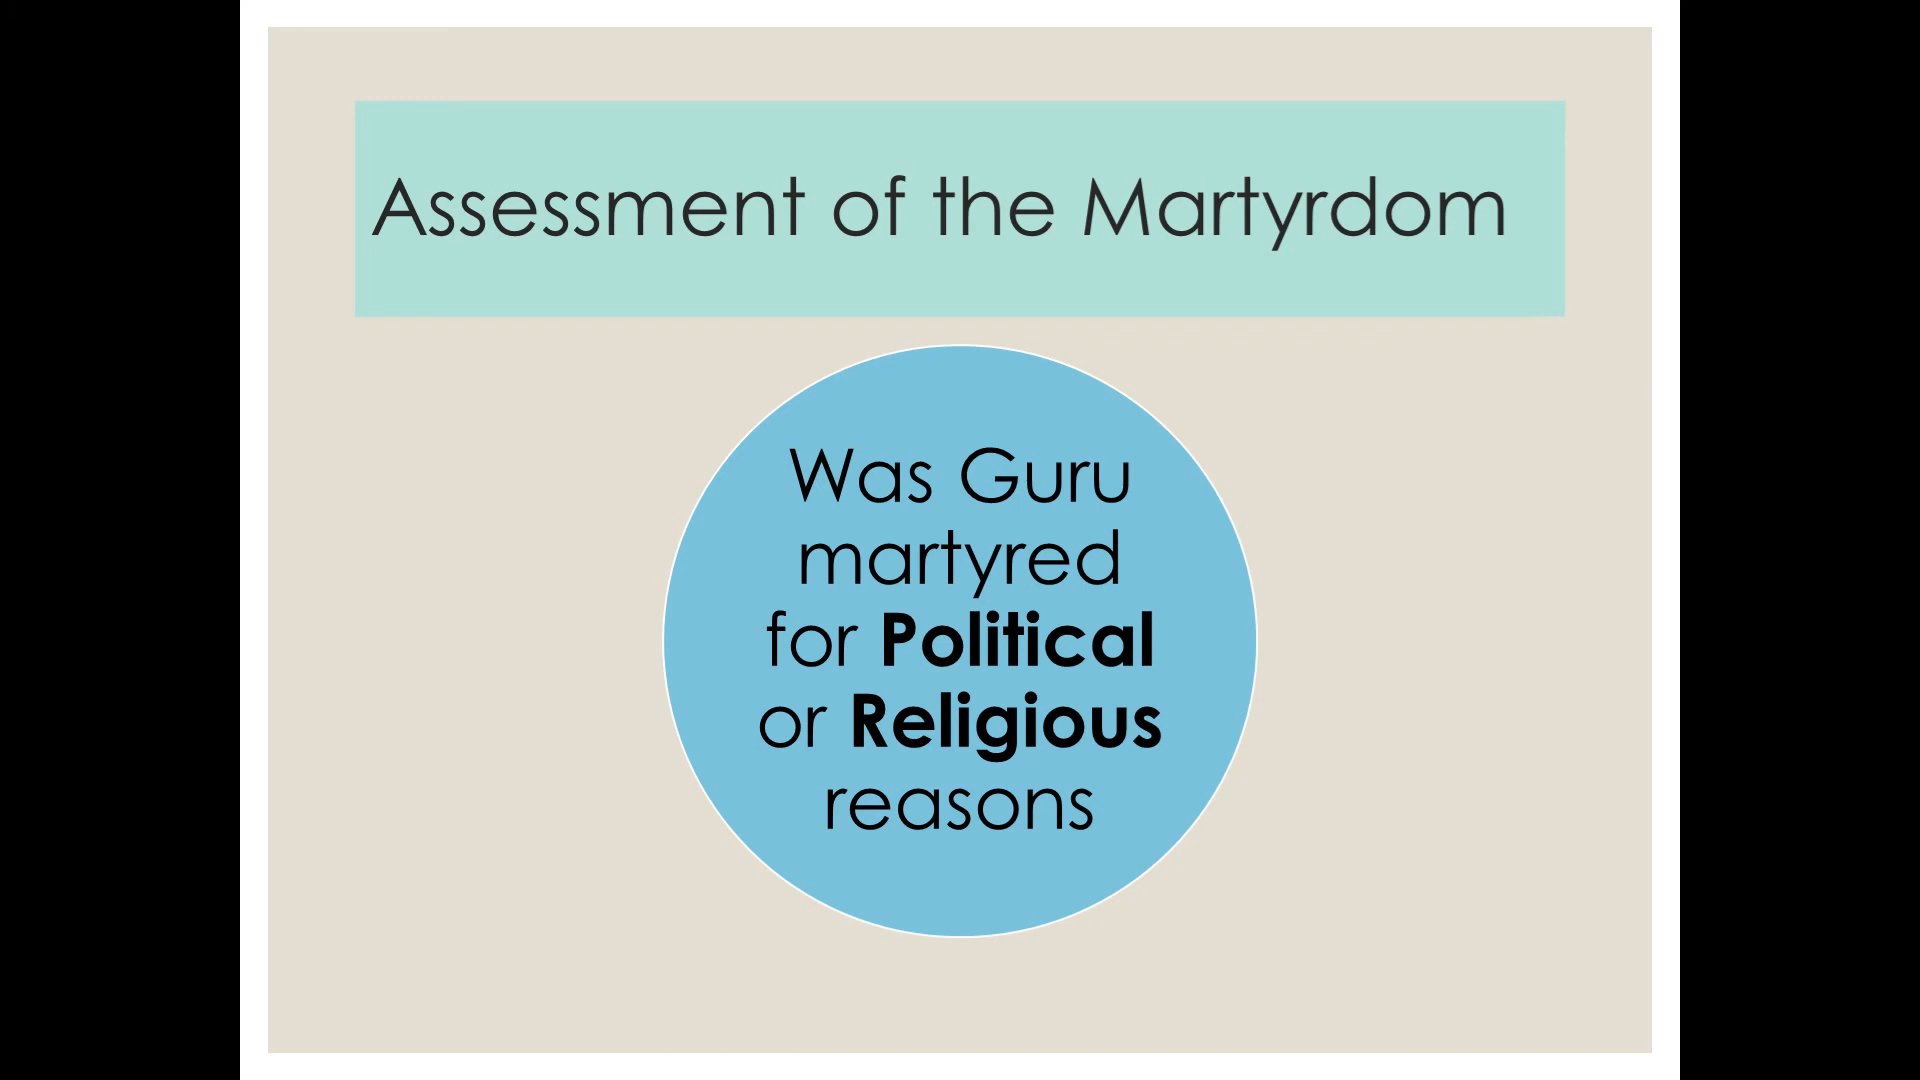 Assessment of the Martyrdom
Was Guru
martyred
for Political
or Religious
reasons